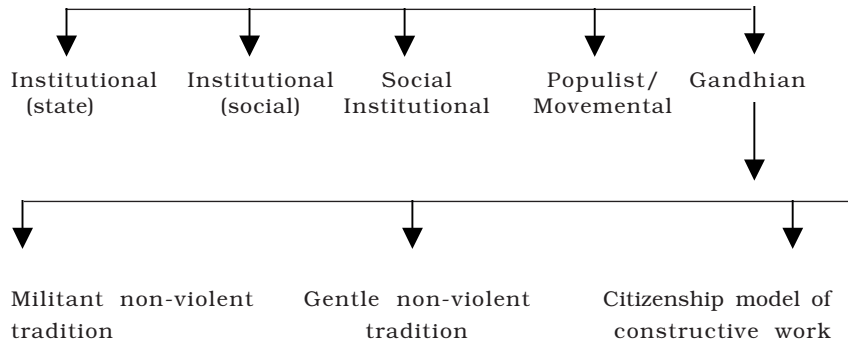 Institutional Institutional Social Populist/ Gandhian
(state) (social) Institutional Movemental
Militant non-violent Gentle non-violent Citizenship model of
tradition tradition constructive work